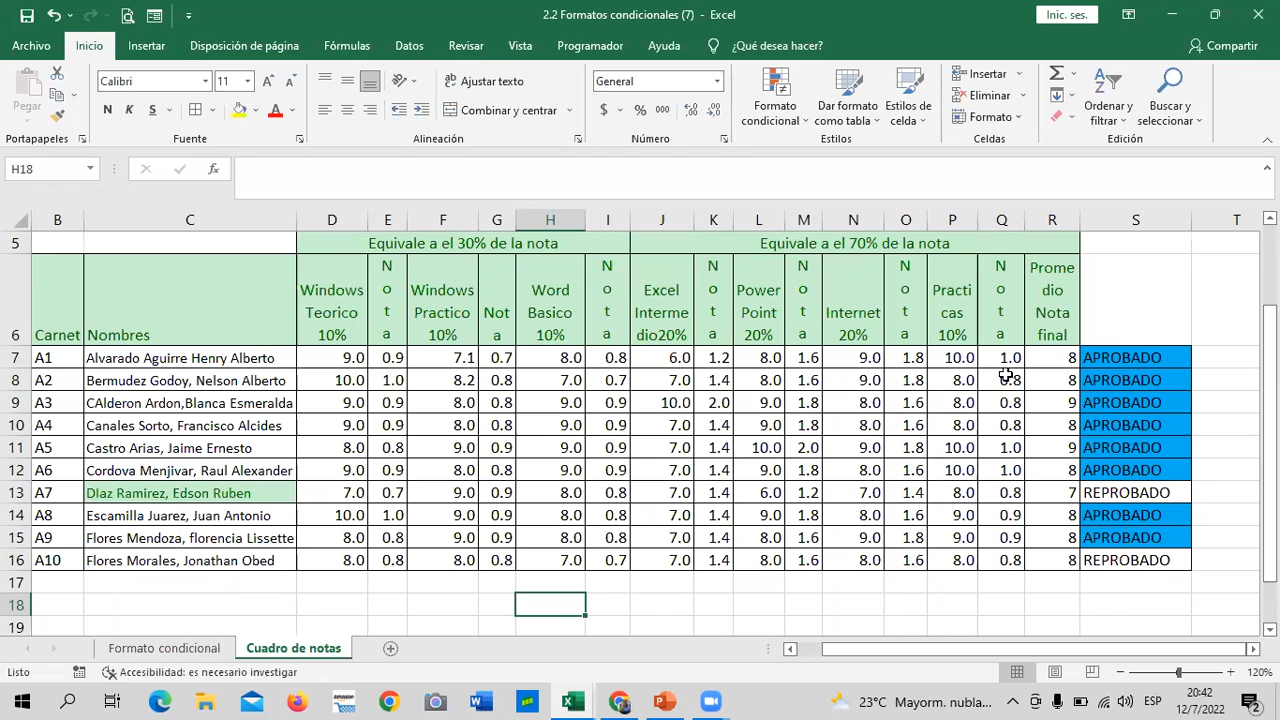 2.2 Formatos condicionales (7) - Excel
Inic. ses.
Archivo Inicio Insertar Disposición de página Fórmulas Datos Revisar Vista Programador Ayuda ¿Qué desea hacer? Compartir
Pegar
Calibri 11
N K S
Ajustar texto
Combinar y centrar
General
$ % 000
Formato condicional
Dar formato como tabla
Estilos de celda
Insertar
Eliminar
Formato
Ordenar y filtrar
Buscar y seleccionar
Portapapeles Fuente Alineación Número Estilos Celdas Edición
H18 fx
B C D E F G H I J K L M N O P Q R S T
5 Equivale a el 30% de la nota Equivale a el 70% de la nota
6 Carnet Nombres Windows Teorico 10% Nota Windows Practico 10% Nota Word Basico 10% Nota Excel Intermedio20% Nota Power Point 20% Nota Internet 20% Nota Practicas 10% Nota Promedio Nota final
7 A1 Alvarado Aguirre Henry Alberto 9.0 0.9 7.1 0.7 8.0 0.8 6.0 1.2 8.0 1.6 9.0 1.8 10.0 1.0 8 APROBADO
8 A2 Bermudez Godoy, Nelson Alberto 10.0 1.0 8.2 0.8 7.0 0.7 7.0 1.4 8.0 1.6 9.0 1.8 8.0 0.8 8 APROBADO
9 A3 CAlderon Ardon,Blanca Esmeralda 9.0 0.9 8.0 0.8 9.0 0.9 10.0 2.0 9.0 1.8 8.0 1.6 8.0 0.8 9 APROBADO
10 A4 Canales Sorto, Francisco Alcides 9.0 0.9 8.0 0.8 9.0 0.9 7.0 1.4 8.0 1.6 9.0 1.8 8.0 0.8 8 APROBADO
11 A5 Castro Arias, Jaime Ernesto 8.0 0.8 9.0 0.9 9.0 0.9 7.0 1.4 10.0 2.0 9.0 1.8 10.0 1.0 9 APROBADO
12 A6 Cordova Menjivar, Raul Alexander 9.0 0.9 8.0 0.8 9.0 0.9 7.0 1.4 9.0 1.8 8.0 1.6 10.0 1.0 8 APROBADO
13 A7 DIaz Ramirez, Edson Ruben 7.0 0.7 9.0 0.9 8.0 0.8 7.0 1.4 6.0 1.2 7.0 1.4 8.0 0.8 7 REPROBADO
14 A8 Escamilla Juarez, Juan Antonio 10.0 1.0 9.0 0.9 8.0 0.8 7.0 1.4 9.0 1.8 8.0 1.6 9.0 0.9 8 APROBADO
15 A9 Flores Mendoza, florencia Lissette 8.0 0.8 9.0 0.9 8.0 0.8 7.0 1.4 8.0 1.6 9.0 1.8 9.0 0.9 8 APROBADO
16 A10 Flores Morales, Jonathan Obed 8.0 0.8 8.0 0.8 7.0 0.7 7.0 1.4 8.0 1.6 8.0 1.6 8.0 0.8 8 REPROBADO
17
18
19
Formato condicional Cuadro de notas
Listo Accesibilidad: es necesario investigar 120%
23°C Mayorm. nubla... ESP 20:42
12/7/2022 2